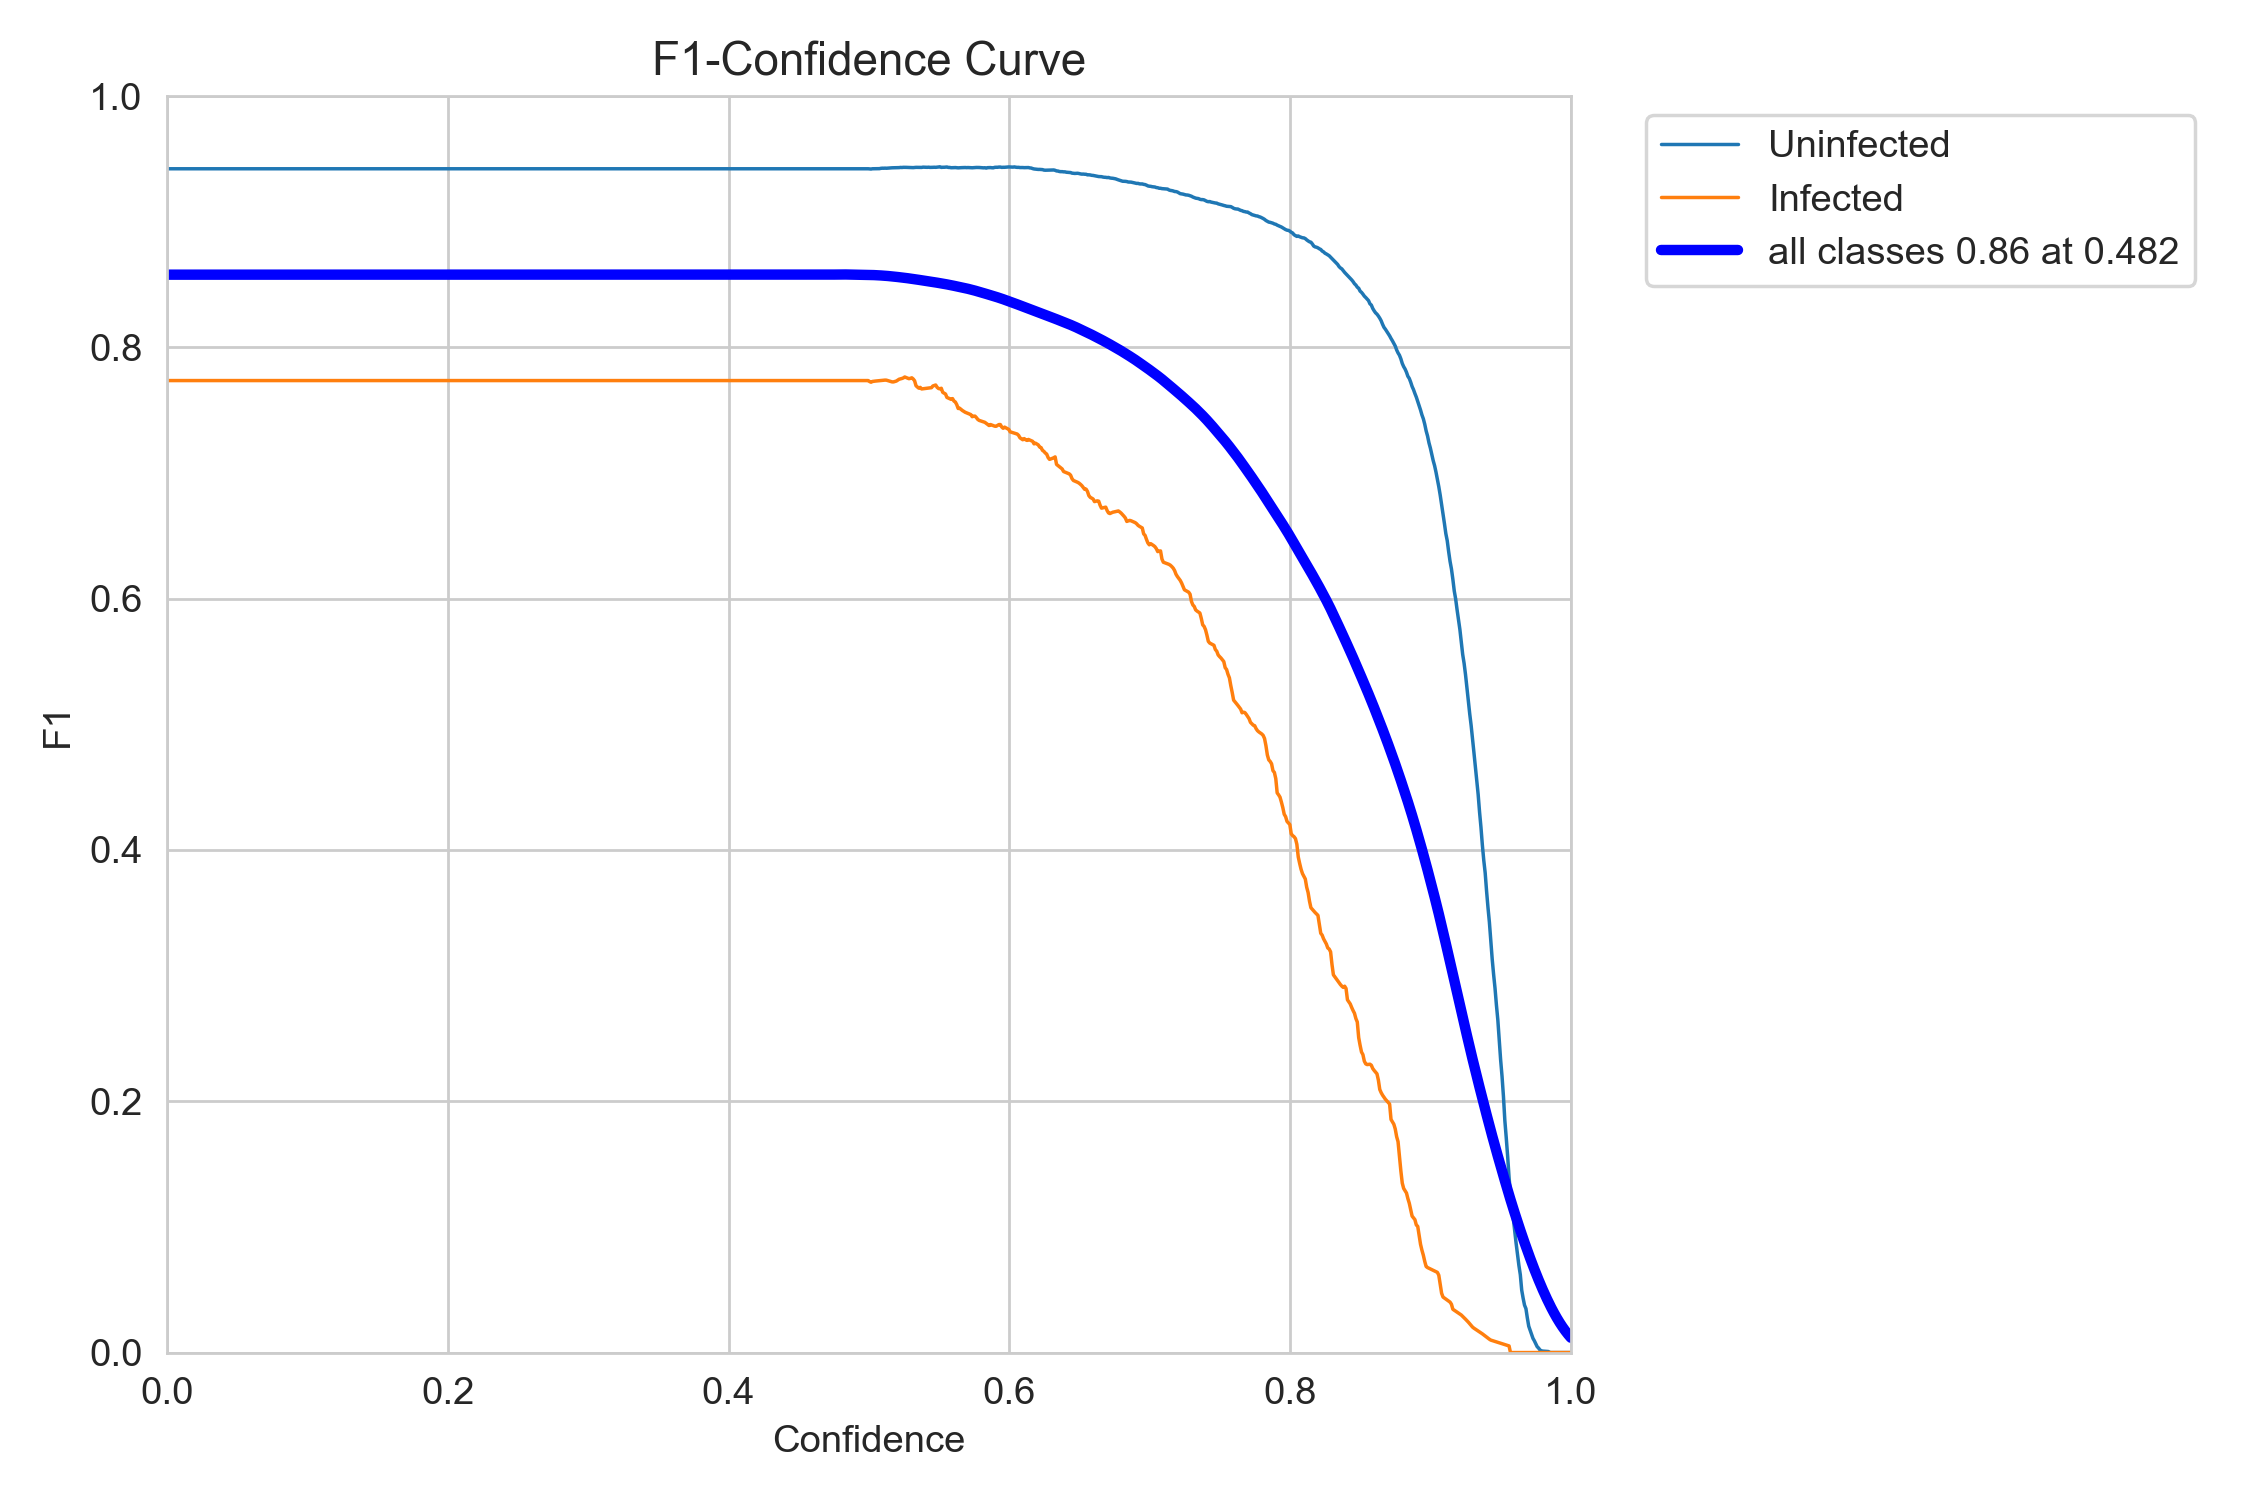 F1-Confidence Curve
1.0
0.8
0.6
0.4
0.2
0.0
F1
0.0 0.2 0.4 0.6 0.8 1.0
Confidence
Uninfected
Infected
all classes 0.86 at 0.482